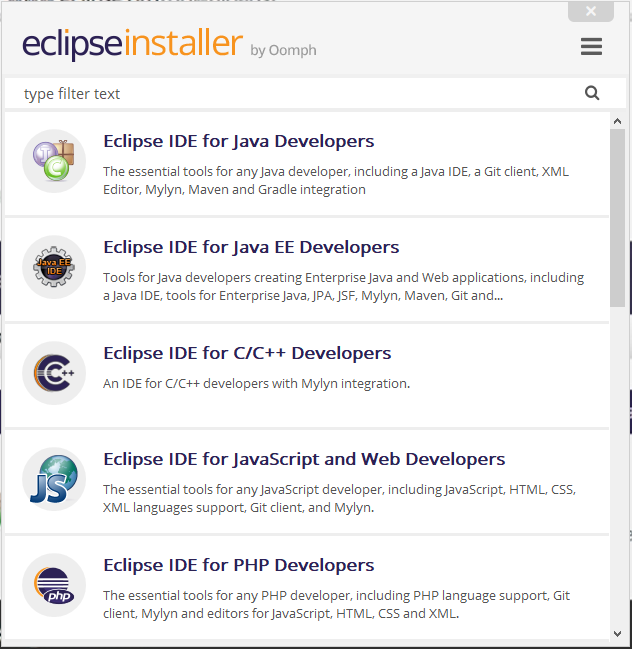 eclipseinstaller by Oomph
type filter text
Eclipse IDE for Java Developers
The essential tools for any Java developer, including a Java IDE, a Git client, XML
Editor, Mylyn, Maven and Gradle integration
Java EE
IDE
Eclipse IDE for Java EE Developers
Tools for Java developers creating Enterprise Java and Web applications, including
a Java IDE, tools for Enterprise Java, JPA, JSF, Mylyn, Maven, Git and...
C++
Eclipse IDE for C/C++ Developers
An IDE for C/C++ developers with Mylyn integration.
JS
Eclipse IDE for JavaScript and Web Developers
The essential tools for any JavaScript developer, including JavaScript, HTML, CSS,
XML languages support, Git client, and Mylyn.
php
Eclipse IDE for PHP Developers
The essential tools for any PHP developer, including PHP language support, Git
client, Mylyn and editors for JavaScript, HTML, CSS and XML.